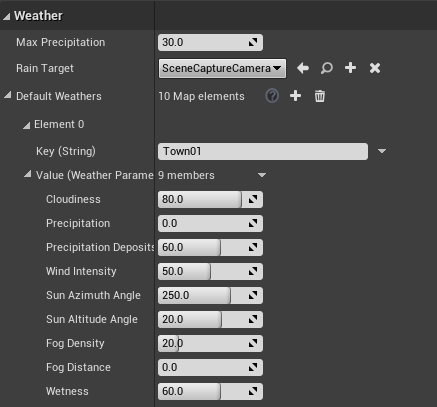 Weather
Max Precipitation 30.0
Rain Target SceneCaptureCamera
Default Weathers 10 Map elements
Element 0
Key (String) Town01
Value (Weather Parame 9 members
Cloudiness 80.0
Precipitation 0.0
Precipitation Deposits 60.0
Wind Intensity 50.0
Sun Azimuth Angle 250.0
Sun Altitude Angle 20.0
Fog Density 20.0
Fog Distance 0.0
Wetness 60.0